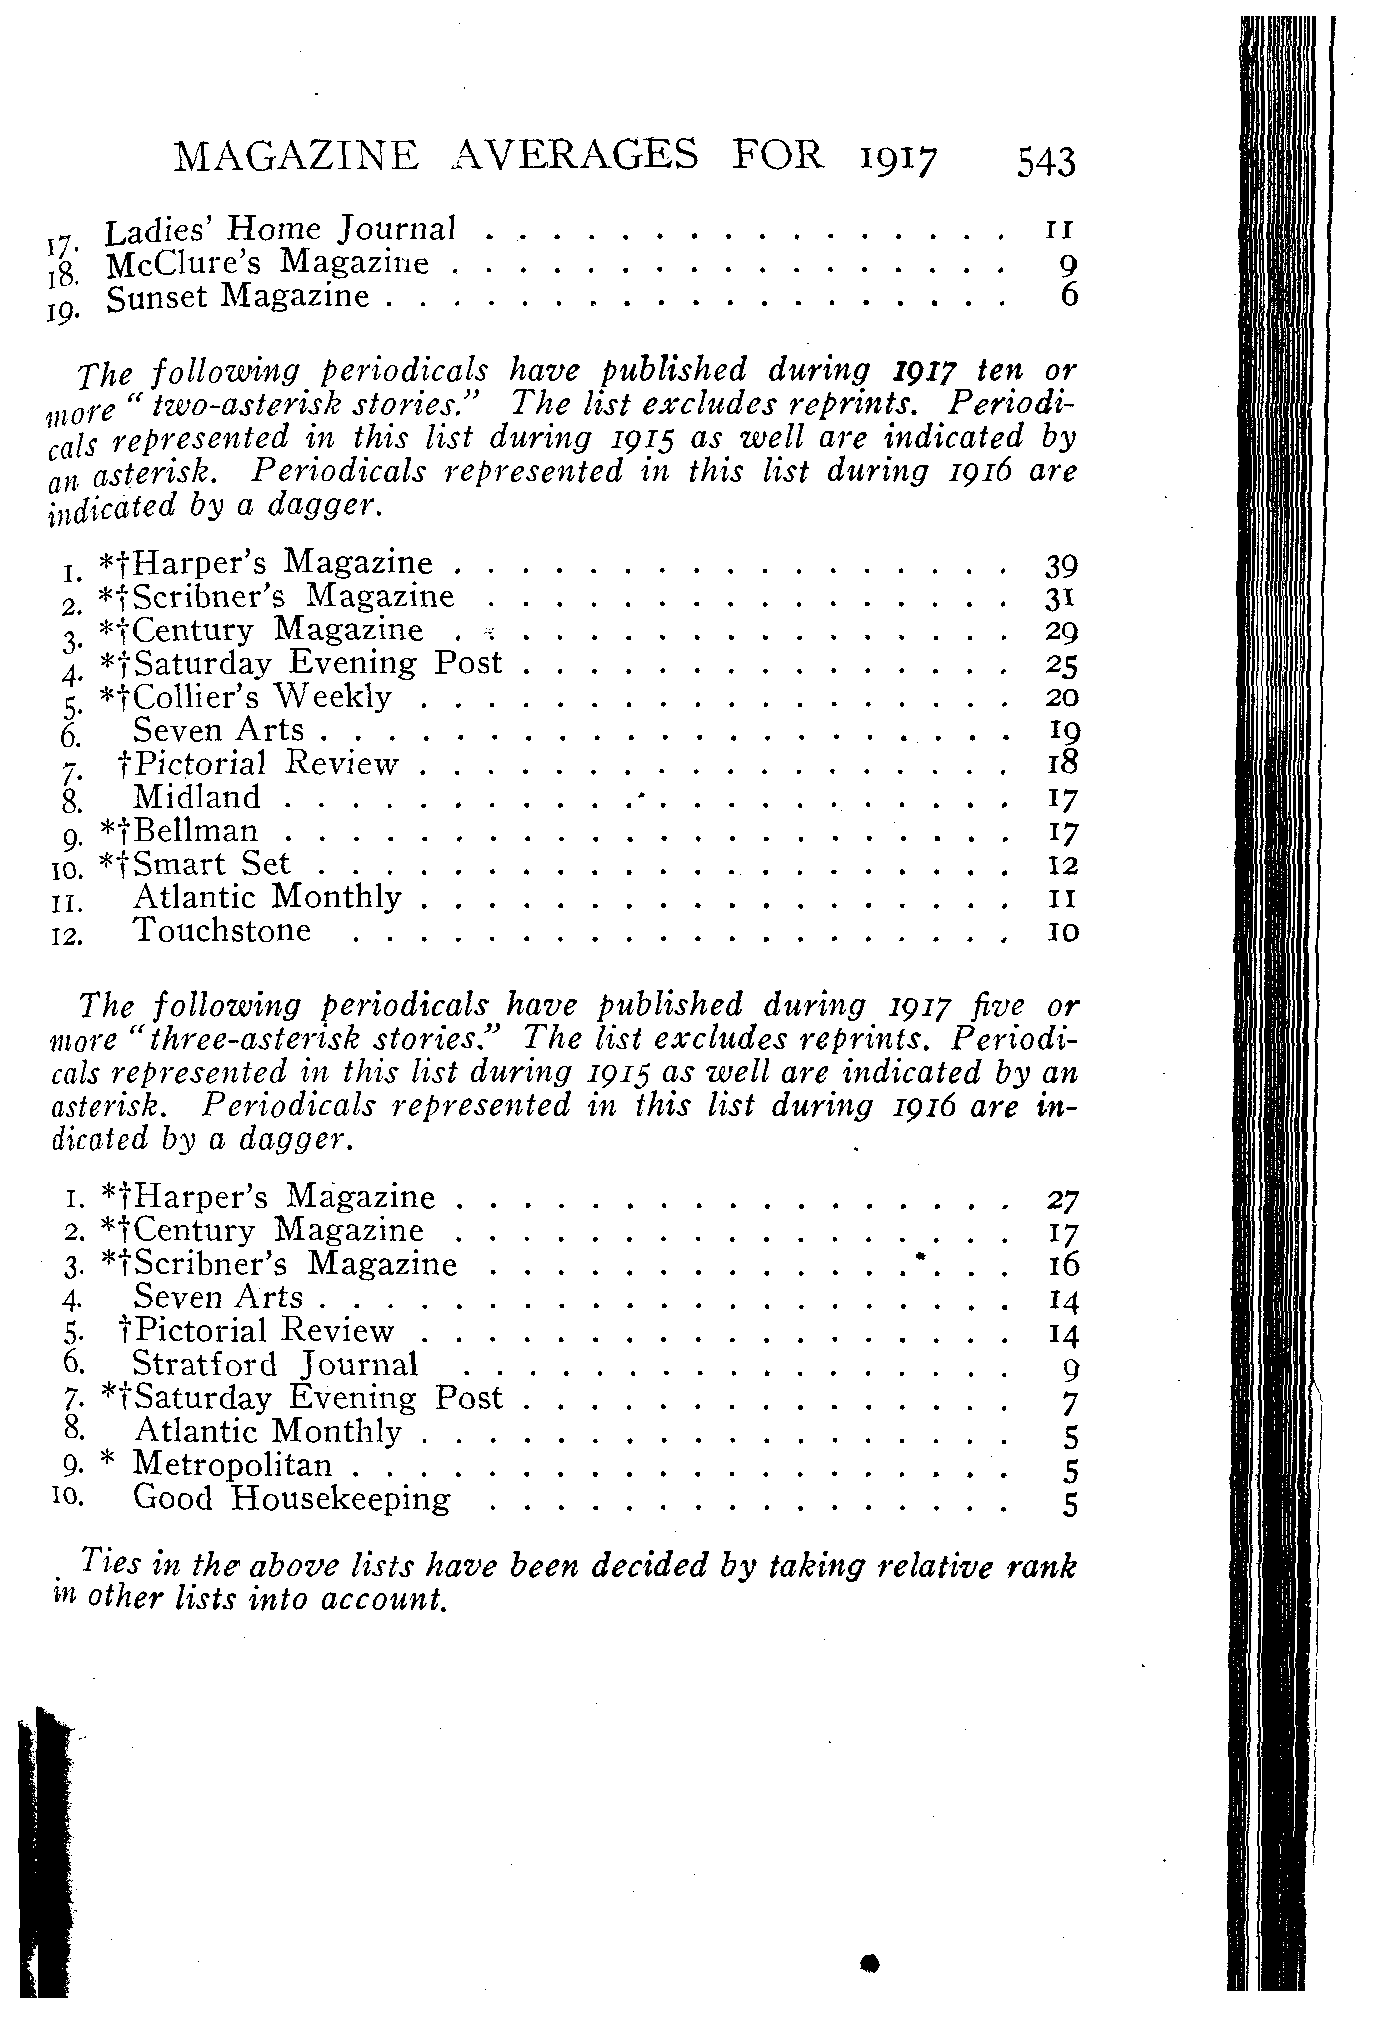 MAGAZINE AVERAGES FOR 1917 543
17. Ladies' Home Journal . . . . . . . . . . . . . . . . 11
18. McClure's Magazine . . . . . . . . . . . . . . . . . 9
19. Sunset Magazine . . . . . . . . . . . . . . . . . . . 6
The following periodicals have published during 1917 ten or
more "two-asterisk stories." The list excludes reprints. Periodi-
cals represented in this list during 1915 as well are indicated by
an asterisk. Periodicals represented in this list during 1916 are
indicated by a dagger.
1. *†Harper's Magazine . . . . . . . . . . . . . . . . . 39
2. *†Scribner's Magazine . . . . . . . . . . . . . . . . 31
3. *†Century Magazine . . . . . . . . . . . . . . . . . 29
4. *†Saturday Evening Post . . . . . . . . . . . . . . . 25
5. *†Collier's Weekly . . . . . . . . . . . . . . . . . . 20
6. Seven Arts . . . . . . . . . . . . . . . . . . . . . 19
7. †Pictorial Review . . . . . . . . . . . . . . . . . . 18
8. Midland . . . . . . . . . . . . . . . . . . . . . . 17
9. *†Bellman . . . . . . . . . . . . . . . . . . . . . . 17
10. *†Smart Set . . . . . . . . . . . . . . . . . . . . . 12
11. Atlantic Monthly . . . . . . . . . . . . . . . . . . 11
12. Touchstone . . . . . . . . . . . . . . . . . . . . 10
The following periodicals have published during 1917 five or
more "three-asterisk stories." The list excludes reprints. Periodi-
cals represented in this list during 1915 as well are indicated by an
asterisk. Periodicals represented in this list during 1916 are in-
dicated by a dagger.
1. *†Harper's Magazine . . . . . . . . . . . . . . . . . 27
2. *†Century Magazine . . . . . . . . . . . . . . . . . 17
3. *†Scribner's Magazine . . . . . . . . . . . . . . . . 16
4. Seven Arts . . . . . . . . . . . . . . . . . . . . . 14
5. †Pictorial Review . . . . . . . . . . . . . . . . . . 14
6. Stratford Journal . . . . . . . . . . . . . . . . . 9
7. *†Saturday Evening Post . . . . . . . . . . . . . . . 7
8. Atlantic Monthly . . . . . . . . . . . . . . . . . . 5
9. * Metropolitan . . . . . . . . . . . . . . . . . . . . 5
10. Good Housekeeping . . . . . . . . . . . . . . . . 5
Ties in the above lists have been decided by taking relative rank
in other lists into account.